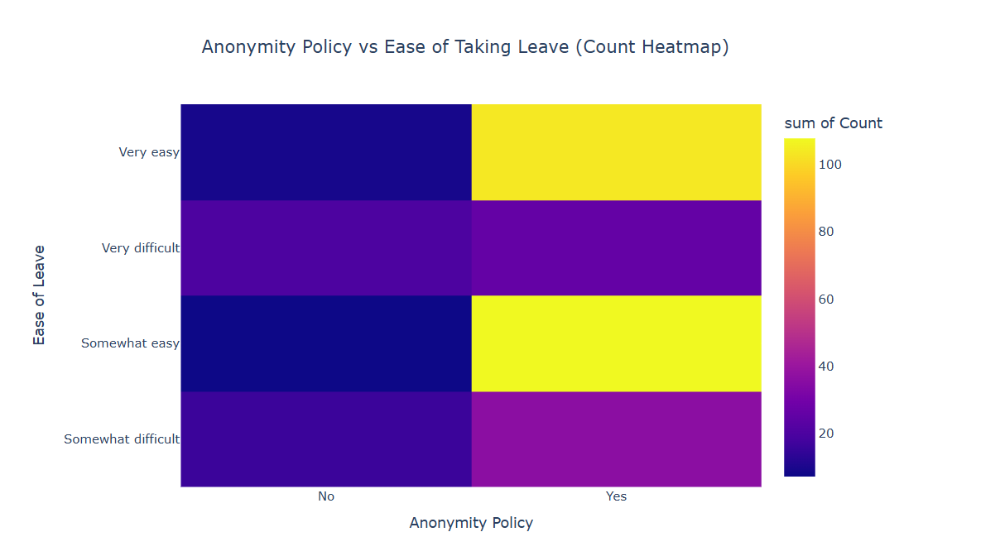 Anonymity Policy vs Ease of Taking Leave (Count Heatmap)
sum of Count
100
80
60
40
20
Ease of Leave
Very easy
Very difficult
Somewhat easy
Somewhat difficult
No Yes
Anonymity Policy